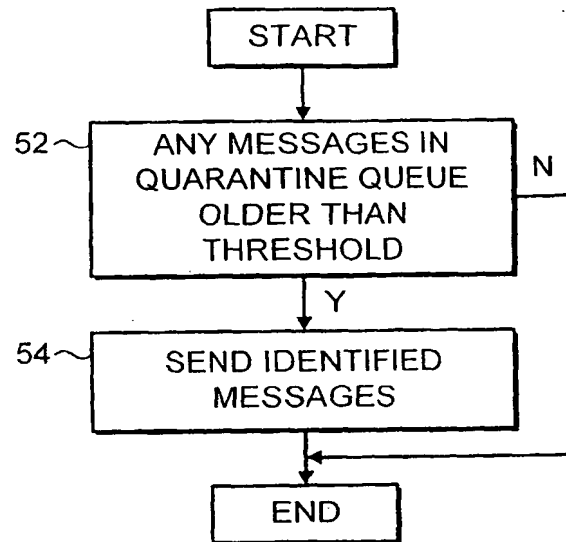 START
52
ANY MESSAGES IN
QUARANTINE QUEUE
OLDER THAN
THRESHOLD
N
Y
54
SEND IDENTIFIED
MESSAGES
END